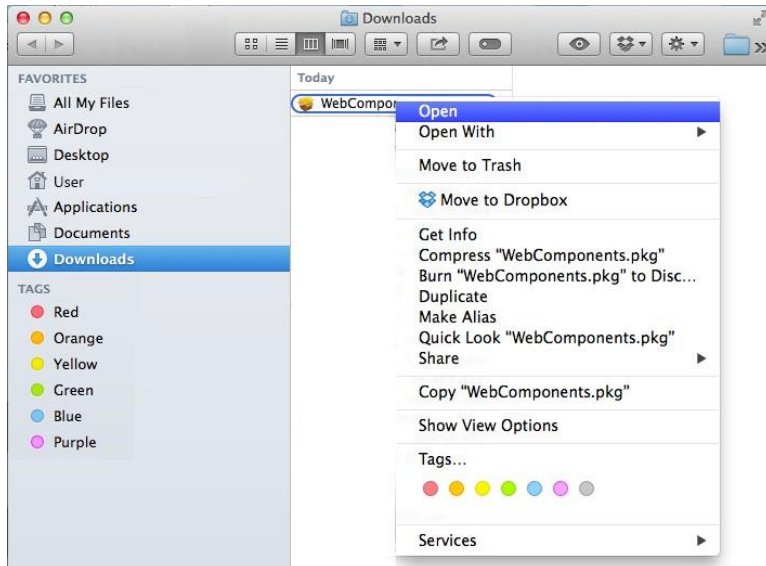 Downloads
FAVORITES
All My Files
AirDrop
Desktop
User
Applications
Documents
Downloads
TAGS
Red
Orange
Yellow
Green
Blue
Purple
Today
WebCompo
Open
Open With
Move to Trash
Move to Dropbox
Get Info
Compress "WebComponents.pkg"
Burn "WebComponents.pkg" to Disc...
Duplicate
Make Alias
Quick Look "WebComponents.pkg"
Share
Copy "WebComponents.pkg"
Show View Options
Tags...
Services